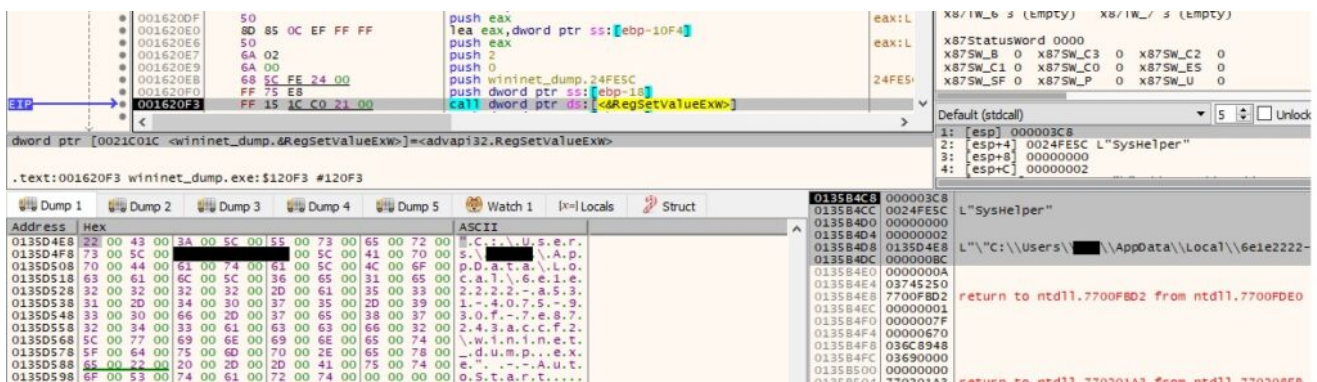 001620DF 50 push eax eax:L
001620E0 8D 85 0C EF FF FF lea eax,dword ptr ss:[ebp-10F4]
001620E6 50 push eax eax:L
001620E7 6A 02 push 2
001620E9 6A 00 push 0
001620EB 68 5C FE 24 00 push wininet_dump.24FE5C 24FE5
001620F0 FF 75 E8 push dword ptr ss:[ebp-18]
EIP 001620F3 FF 15 1C C0 21 00 call dword ptr ds:[<&RegSetValueExW>]
x87TW_6 3 (Empty) x87TW_7 3 (Empty)
x87StatusWord 0000
x87SW_B 0 x87SW_C3 0 x87SW_C2 0
x87SW_C1 0 x87SW_C0 0 x87SW_ES 0
x87SW_SF 0 x87SW_P 0 x87SW_U 0
dword ptr [0021C01C <wininet_dump.&RegSetValueExW>]=<advapi32.RegSetValueExW>
.text:001620F3 wininet_dump.exe:$120F3 #120F3
Default (stdcall) 5 Unlock
1: [esp] 000003C8
2: [esp+4] 0024FE5C L"SysHelper"
3: [esp+8] 00000000
4: [esp+C] 00000002
Dump 1 Dump 2 Dump 3 Dump 4 Dump 5 Watch 1 [x=] Locals Struct
Address Hex ASCII
0135D4E8 22 00 43 00 3A 00 5C 00 55 00 73 00 65 00 72 00 ".C.:.\.U.s.e.r.
0135D4F8 73 00 5C 00 00 5C 00 41 00 70 00 s.\. .\.A.p.
0135D508 70 00 44 00 61 00 74 00 61 00 5C 00 4C 00 6F 00 p.D.a.t.a.\.L.o.
0135D518 63 00 61 00 6C 00 5C 00 36 00 65 00 31 00 65 00 c.a.l.\.6.e.1.e.
0135D528 32 00 32 00 32 00 32 00 2D 00 61 00 35 00 33 00 2.2.2.2.-.a.5.3.
0135D538 31 00 2D 00 34 00 30 00 37 00 35 00 2D 00 39 00 1.-.4.0.7.5.-.9.
0135D548 33 00 30 00 66 00 2D 00 37 00 65 00 38 00 37 00 3.0.f.-.7.e.8.7.
0135D558 32 00 34 00 33 00 61 00 63 00 63 00 66 00 32 00 2.4.3.a.c.c.f.2.
0135D568 5C 00 77 00 69 00 6E 00 69 00 6E 00 65 00 74 00 \.w.i.n.i.n.e.t.
0135D578 5F 00 64 00 75 00 6D 00 70 00 2E 00 65 00 78 00 _.d.u.m.p...e.x.
0135D588 65 00 22 00 20 00 2D 00 2D 00 41 00 75 00 74 00 e.". .-.-.A.u.t.
0135D598 6F 00 53 00 74 00 61 00 72 00 74 00 00 00 00 00 o.S.t.a.r.t.....
0135B4C8 000003C8
0135B4CC 0024FE5C L"SysHelper"
0135B4D0 00000000
0135B4D4 00000002
0135B4D8 0135D4E8 L"\"C:\\Users\\ \\AppData\\Local\\6e1e2222-
0135B4DC 000000BC
0135B4E0 0000000A
0135B4E4 03745250
0135B4E8 7700FBD2 return to ntdll.7700FBD2 from ntdll.7700FDE0
0135B4EC 00000001
0135B4F0 0000007F
0135B4F4 00000670
0135B4F8 036C8948
0135B4FC 03690000
0135B500 00000000